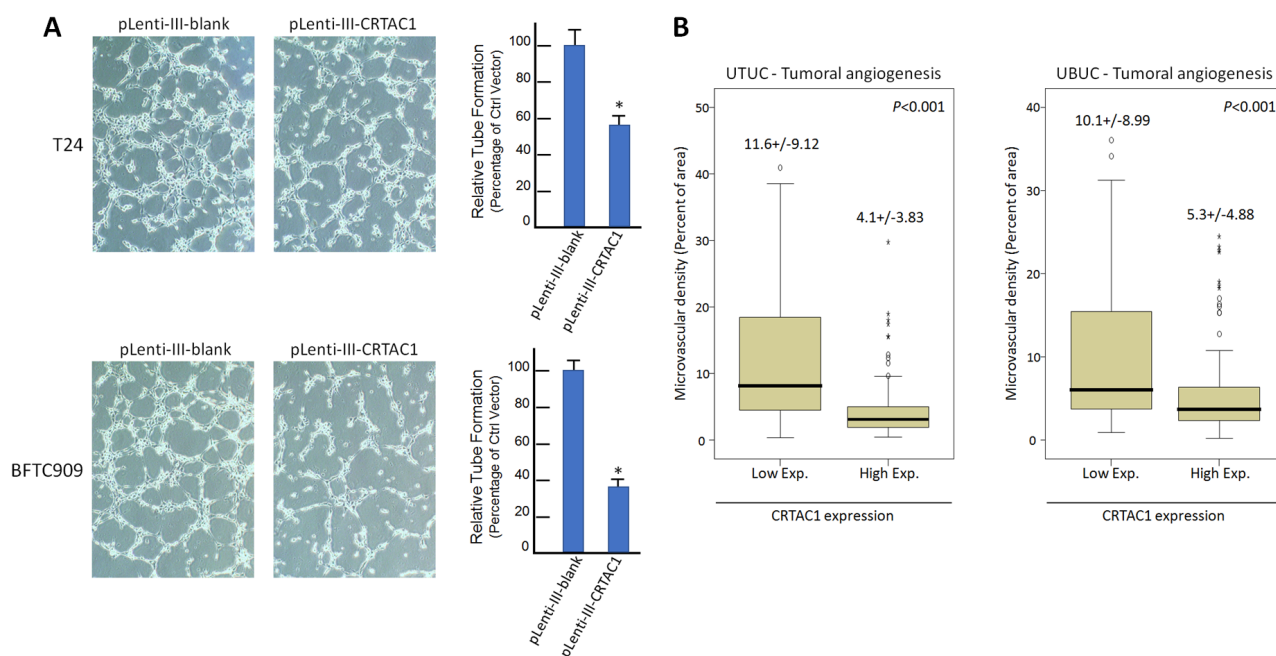 A
pLenti-III-blank
pLenti-III-CRTAC1
T24
Relative Tube Formation
(Percentage of Ctrl Vector)
100
80
60
40
20
0
*
pLenti-III-blank
pLenti-III-CRTAC1
pLenti-III-blank
pLenti-III-CRTAC1
BFTC909
Relative Tube Formation
(Percentage of Ctrl Vector)
100
80
60
40
20
0
*
pLenti-III-blank
pLenti-III-CRTAC1
B
UTUC - Tumoral angiogenesis
P<0.001
Microvascular density (Percent of area)
50
40
30
20
10
0
11.6+/-9.12
4.1+/-3.83
Low Exp.
High Exp.
CRTAC1 expression
UBUC - Tumoral angiogenesis
P<0.001
Microvascular density (Percent of area)
40
30
20
10
0
10.1+/-8.99
5.3+/-4.88
Low Exp.
High Exp.
CRTAC1 expression